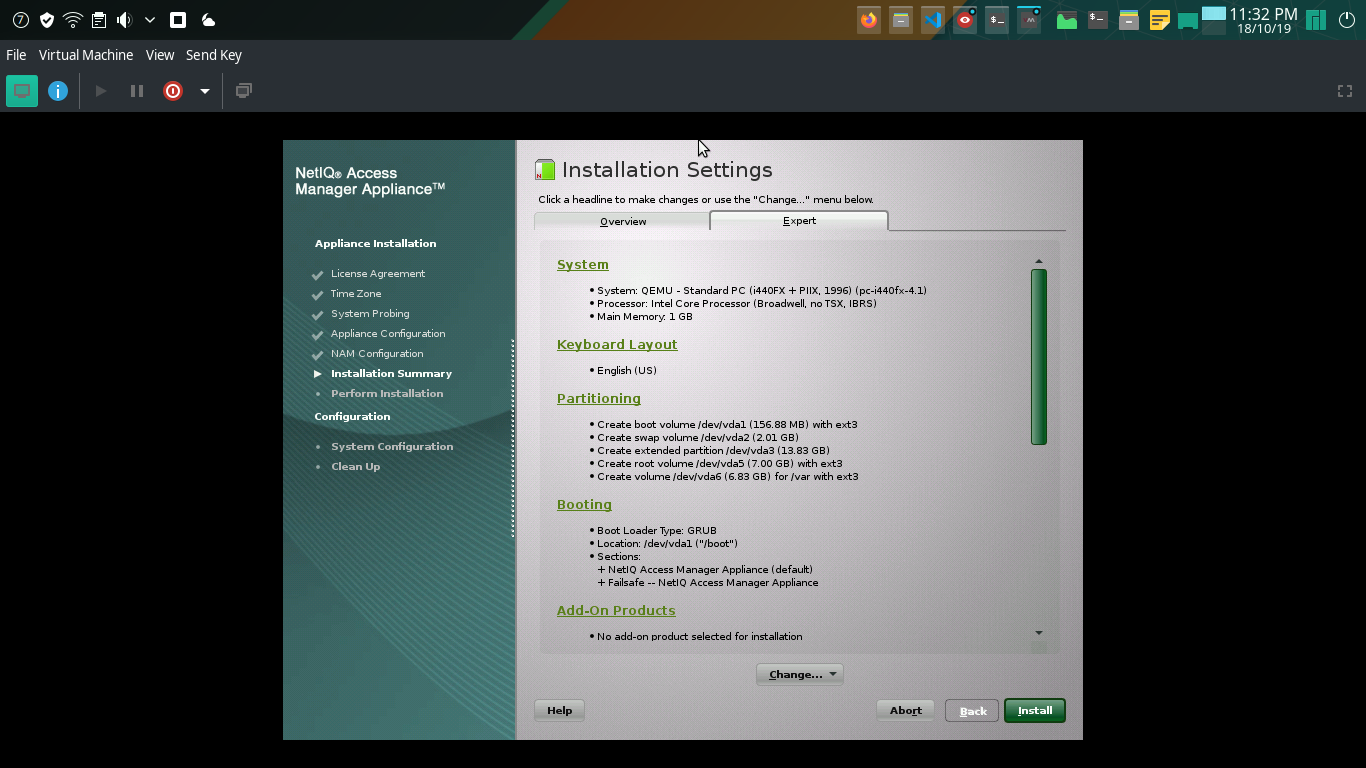 7
11:32 PM
18/10/19
File Virtual Machine View Send Key
NetIQ® Access
Manager Appliance™
Appliance Installation
License Agreement
Time Zone
System Probing
Appliance Configuration
NAM Configuration
Installation Summary
Perform Installation
Configuration
System Configuration
Clean Up
Installation Settings
Click a headline to make changes or use the "Change..." menu below.
Overview Expert
System
• System: QEMU - Standard PC (i440FX + PIIX, 1996) (pc-i440fx-4.1)
• Processor: Intel Core Processor (Broadwell, no TSX, IBRS)
• Main Memory: 1 GB
Keyboard Layout
• English (US)
Partitioning
• Create boot volume /dev/vda1 (156.88 MB) with ext3
• Create swap volume /dev/vda2 (2.01 GB)
• Create extended partition /dev/vda3 (13.83 GB)
• Create root volume /dev/vda5 (7.00 GB) with ext3
• Create volume /dev/vda6 (6.83 GB) for /var with ext3
Booting
• Boot Loader Type: GRUB
• Location: /dev/vda1 ("/boot")
• Sections:
+ NetIQ Access Manager Appliance (default)
+ Failsafe -- NetIQ Access Manager Appliance
Add-On Products
• No add-on product selected for installation
Change...
Help Abort Back Install